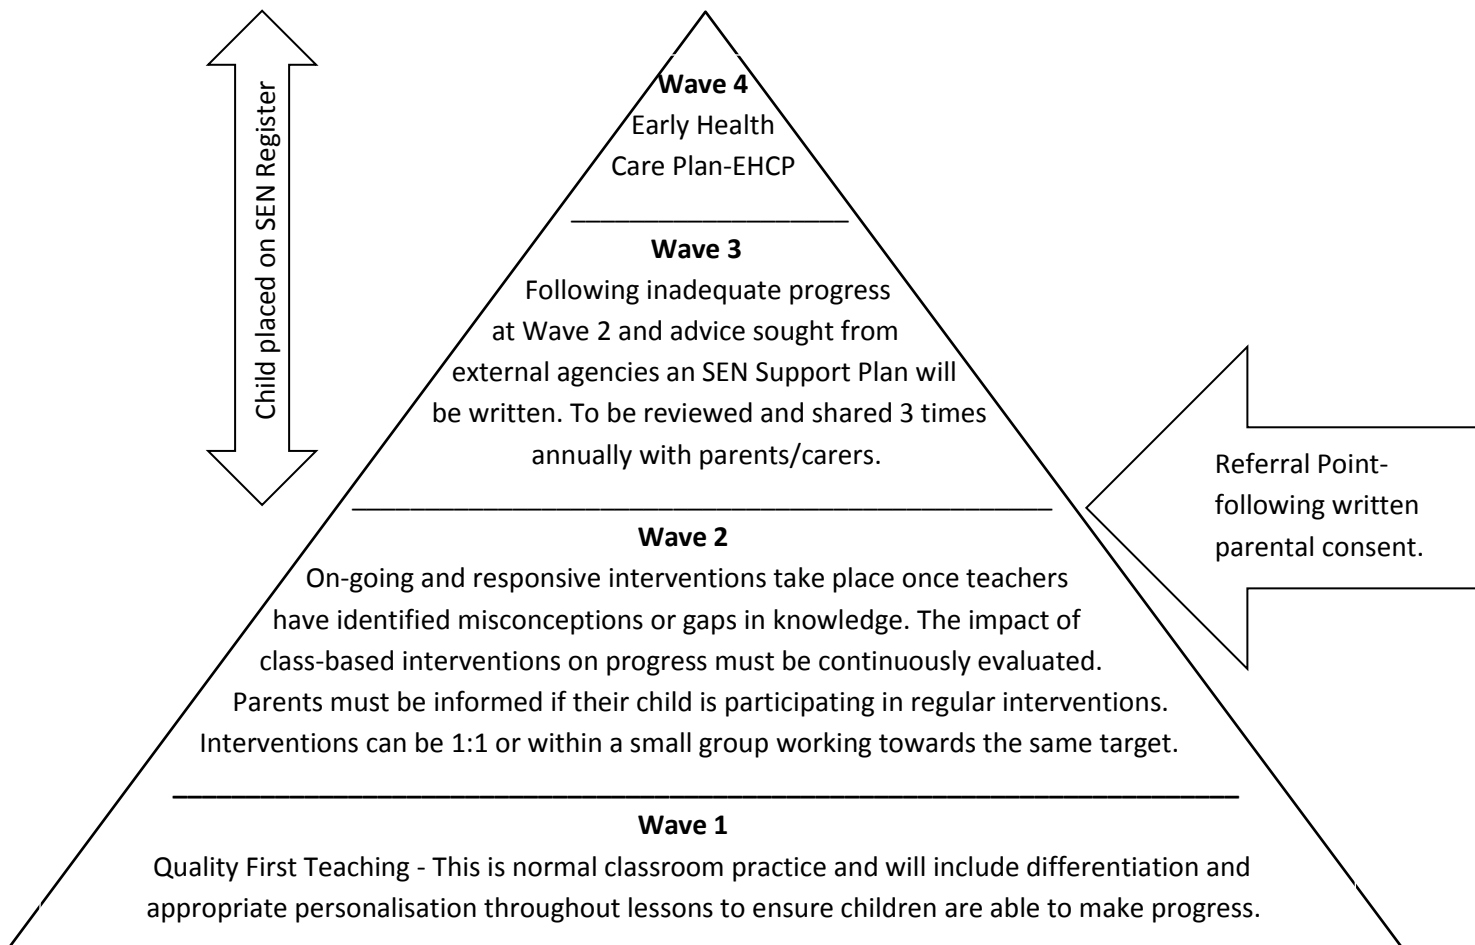 Child placed on SEN Register
Wave 4
Early Health
Care Plan-EHCP
Wave 3
Following inadequate progress
at Wave 2 and advice sought from
external agencies an SEN Support Plan will
be written. To be reviewed and shared 3 times
annually with parents/carers.
Referral Point-
following written
parental consent.
Wave 2
On-going and responsive interventions take place once teachers
have identified misconceptions or gaps in knowledge. The impact of
class-based interventions on progress must be continuously evaluated.
Parents must be informed if their child is participating in regular interventions.
Interventions can be 1:1 or within a small group working towards the same target.
Wave 1
Quality First Teaching - This is normal classroom practice and will include differentiation and
appropriate personalisation throughout lessons to ensure children are able to make progress.